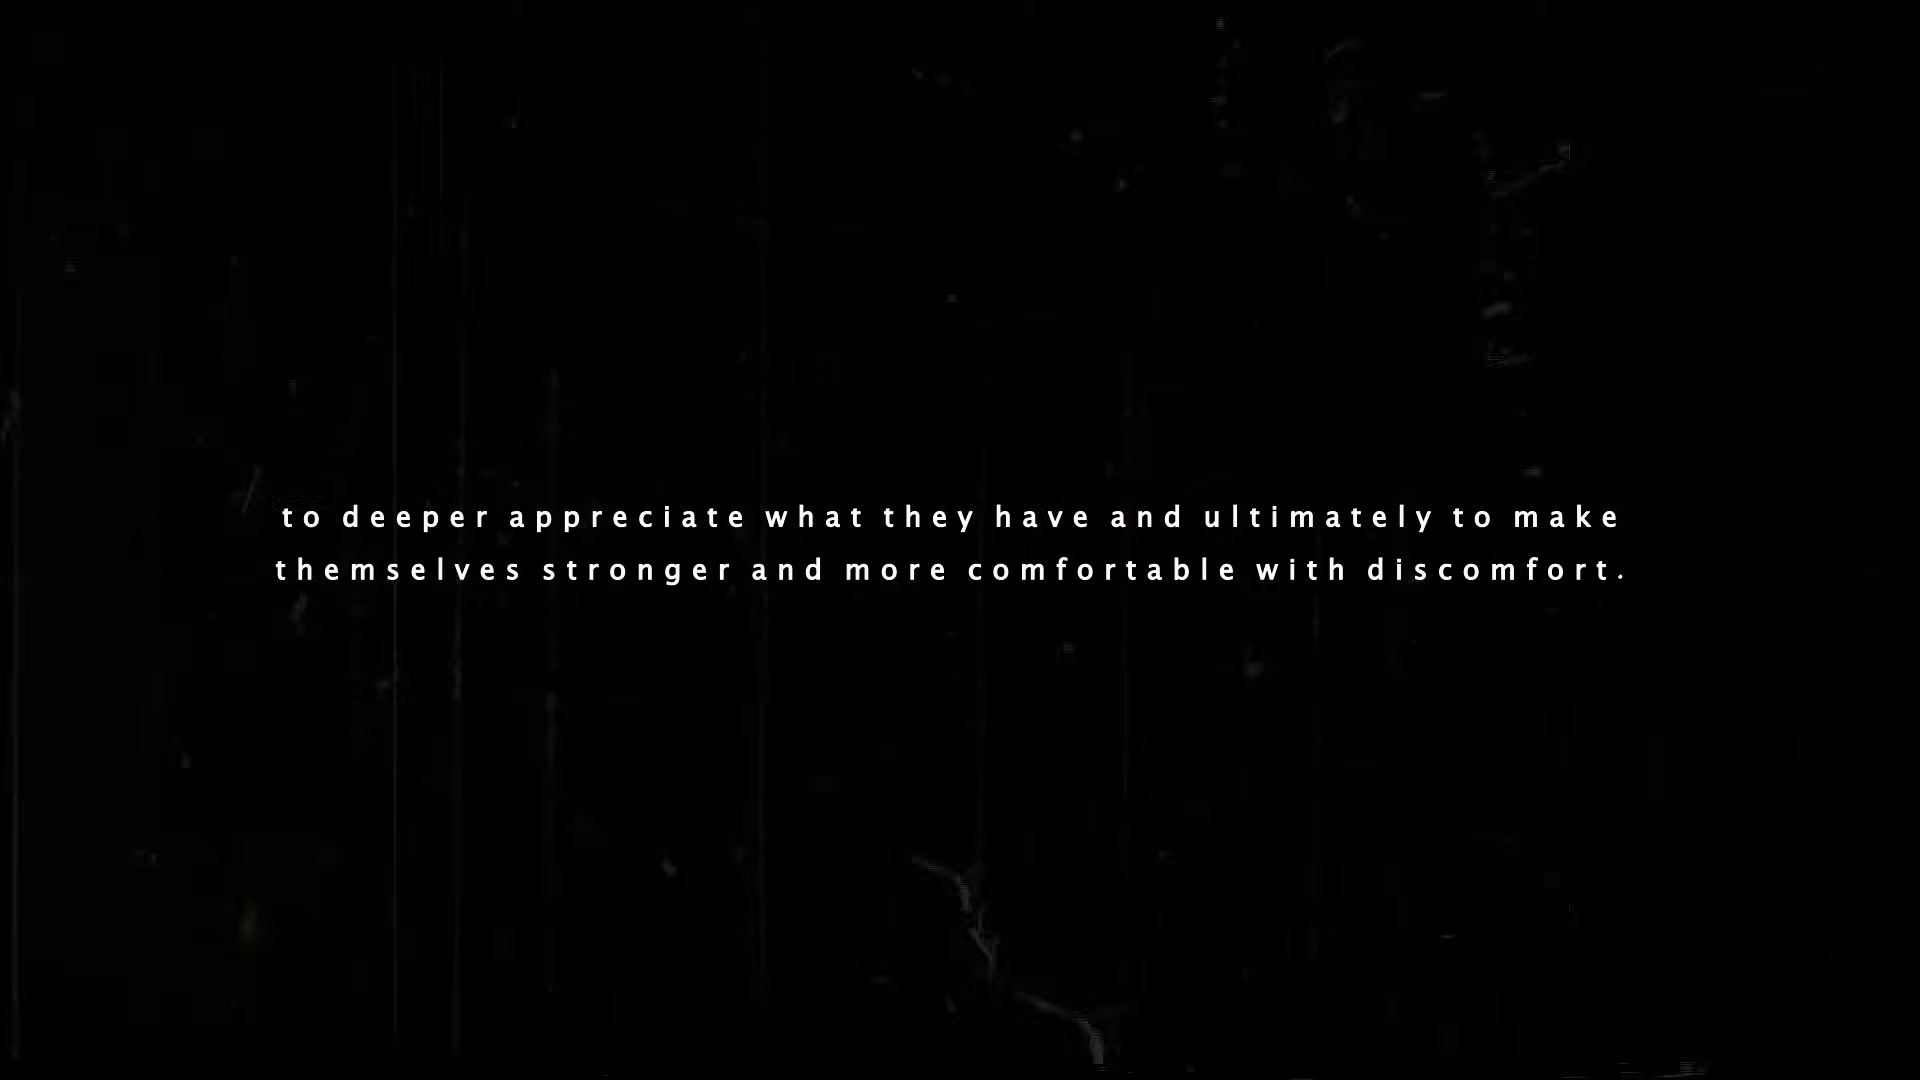 to deeper appreciate what they have and ultimately to make
themselves stronger and more comfortable with discomfort.